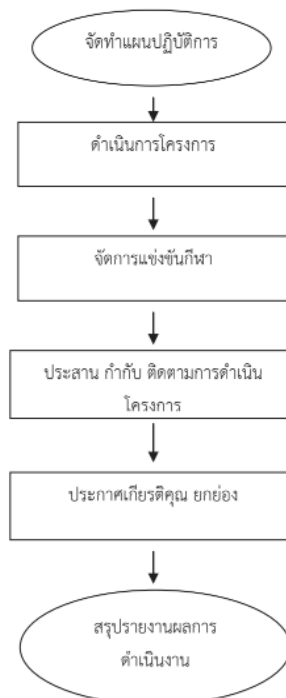 จัดทำแผนปฏิบัติการ
ดำเนินการโครงการ
จัดการแข่งขันกีฬา
ประสาน กำกับ ติดตามการดำเนิน
โครงการ
ประกาศเกียรติคุณ ยกย่อง
สรุปรายงานผลการ
ดำเนินงาน